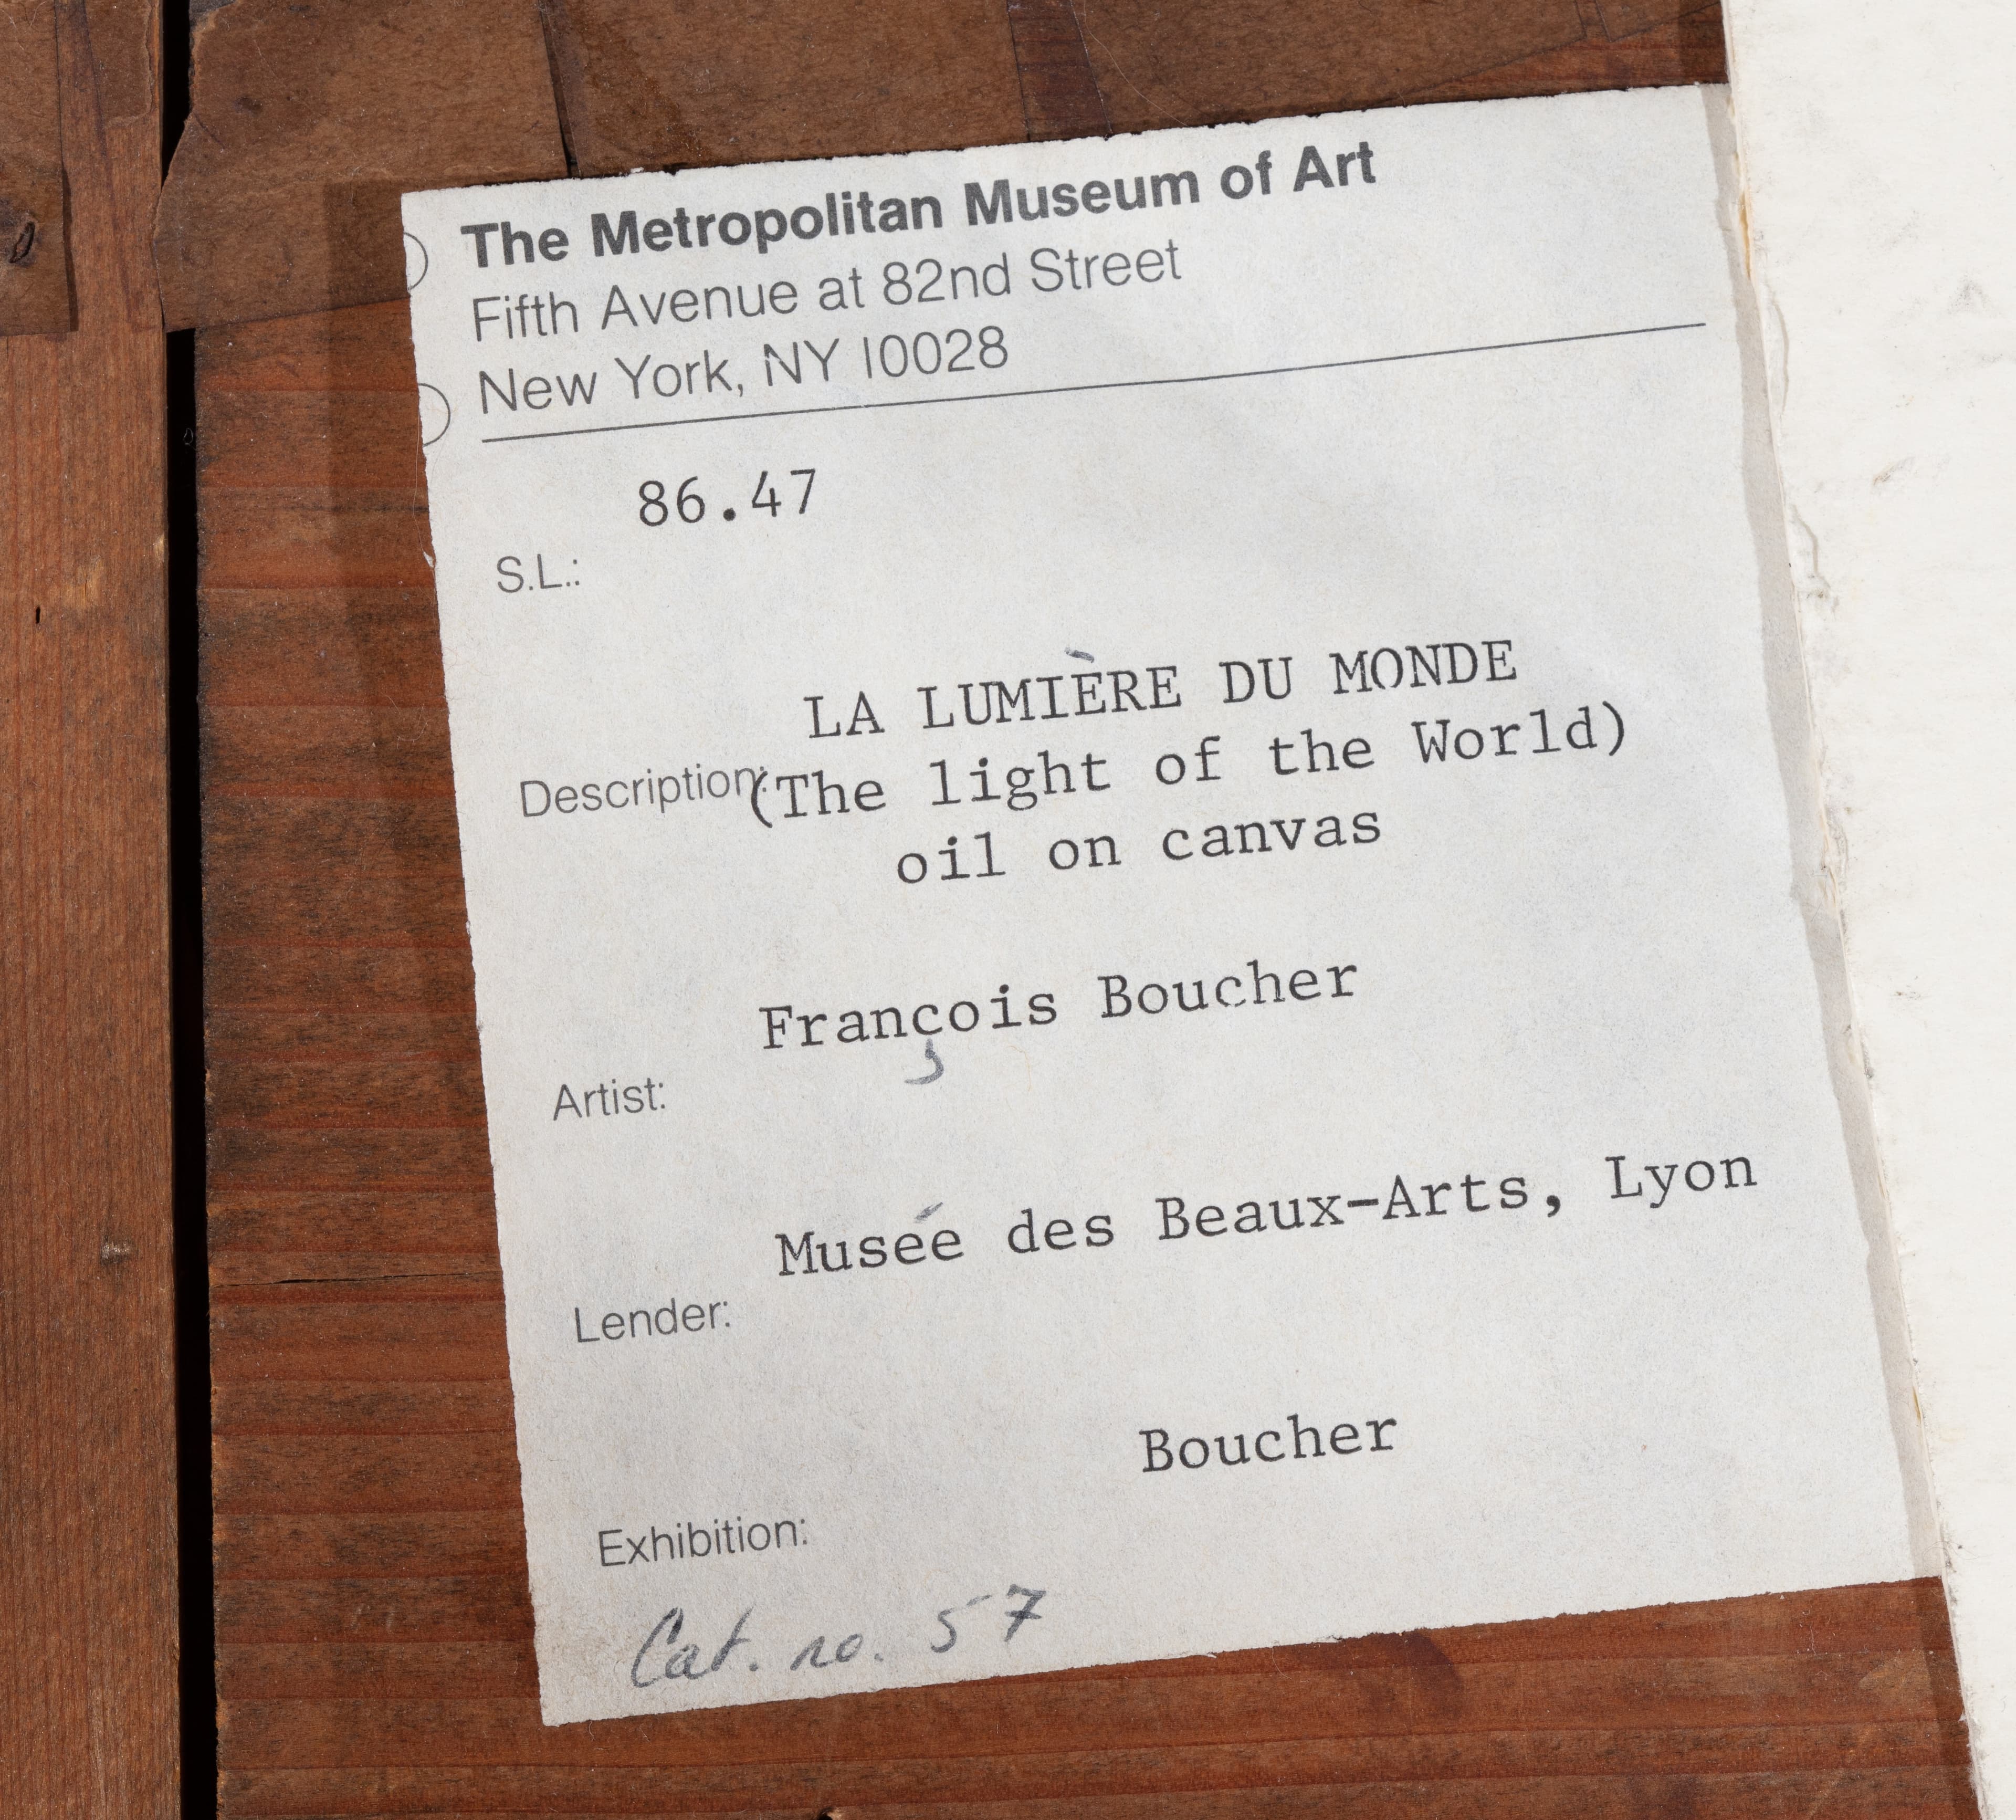 The Metropolitan Museum of Art
Fifth Avenue at 82nd Street
New York, NY 10028
86.47
S.L.:
LA LUMIÈRE DU MONDE
Description: (The light of the World)
oil on canvas
François Boucher
Artist:
Musée des Beaux-Arts, Lyon
Lender:
Boucher
Exhibition:
Cat. no. 57